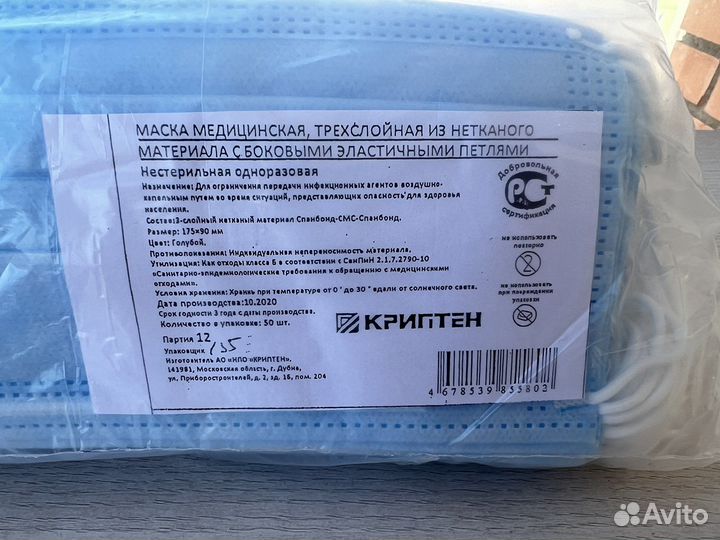 МАСКА МЕДИЦИНСКАЯ, ТРЕХСЛОЙНАЯ ИЗ НЕТКАНОГО
МАТЕРИАЛА С БОКОВЫМИ ЭЛАСТИЧНЫМИ ПЕТЛЯМИ
Нестерильная одноразовая
Назначение: Для ограничения передачи инфекционных агентов воздушно-
капельным путем во время ситуаций, представляющих опасность для здоровья
населения.
Состав:3-слойный нетканый материал Спанбонд-СМС-Спанбонд.
Размер: 175×90 мм
Цвет: Голубой.
Противопоказания: Индивидуальная непереносимость материала.
Утилизация: Как отходы класса Б в соответствии с СанПиН 2.1.7.2790-10
«Санитарно-эпидемиологические требования к обращению с медицинскими
отходами».
Условия хранения: Хранить при температуре от 0˚ до 30˚ вдали от солнечного света.
Дата производства:10.2020
Срок годности 3 года с даты производства.
Количество в упаковке: 50 шт.
Партия 12
Упаковщик 135
Изготовитель АО «НПО «КРИПТЕН».
141981, Московская область, г. Дубна,
ул. Приборостроителей, д. 2, зд. 16, пом. 204
Добровольная
РСТ
сертификация
не использовать
повторно
2
не использовать
при повреждении
упаковки
КРИПТЕН
4 678539 855803
Avito